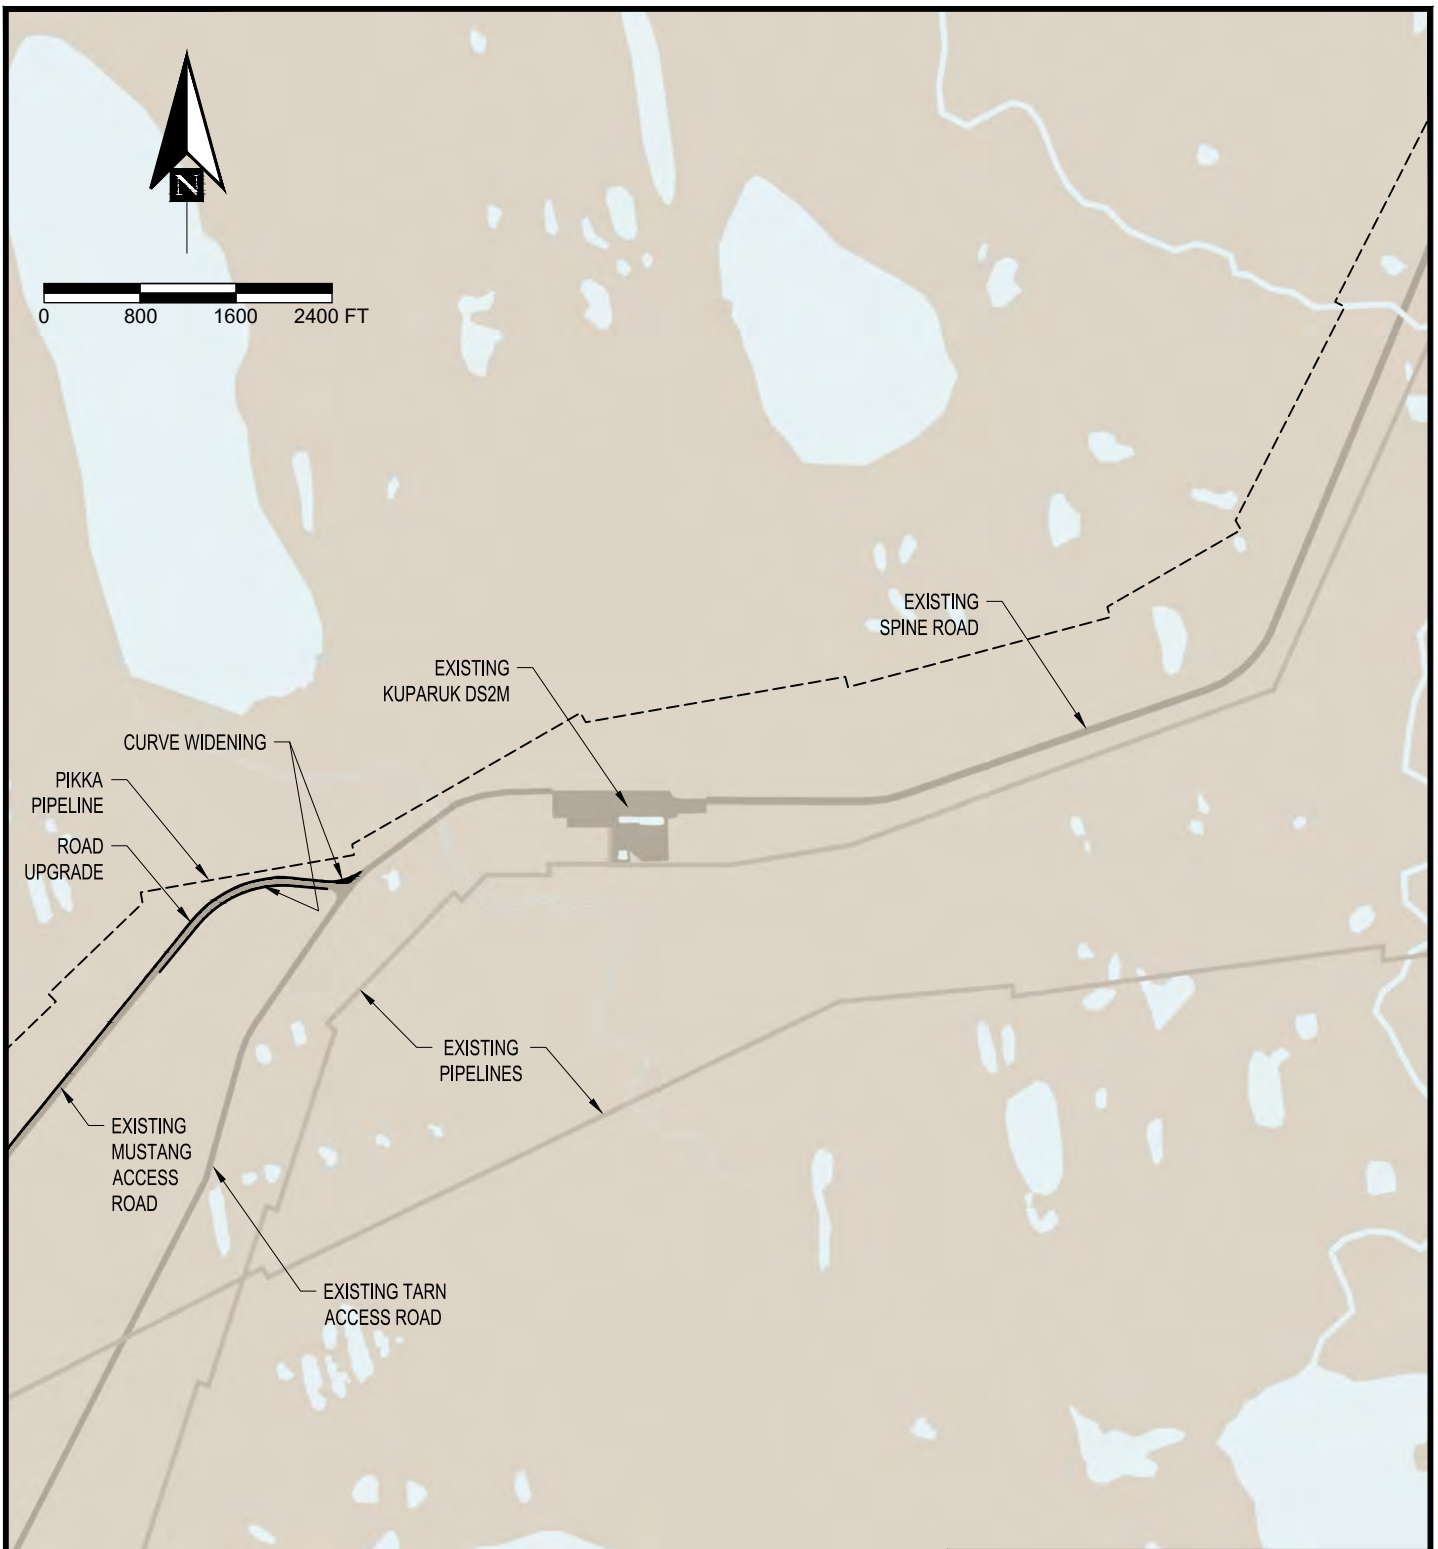 N
0 800 1600 2400 FT
EXISTING
SPINE ROAD
EXISTING
KUPARUK DS2M
CURVE WIDENING
PIKKA
PIPELINE
ROAD
UPGRADE
EXISTING
PIPELINES
EXISTING
MUSTANG
ACCESS
ROAD
EXISTING TARN
ACCESS ROAD